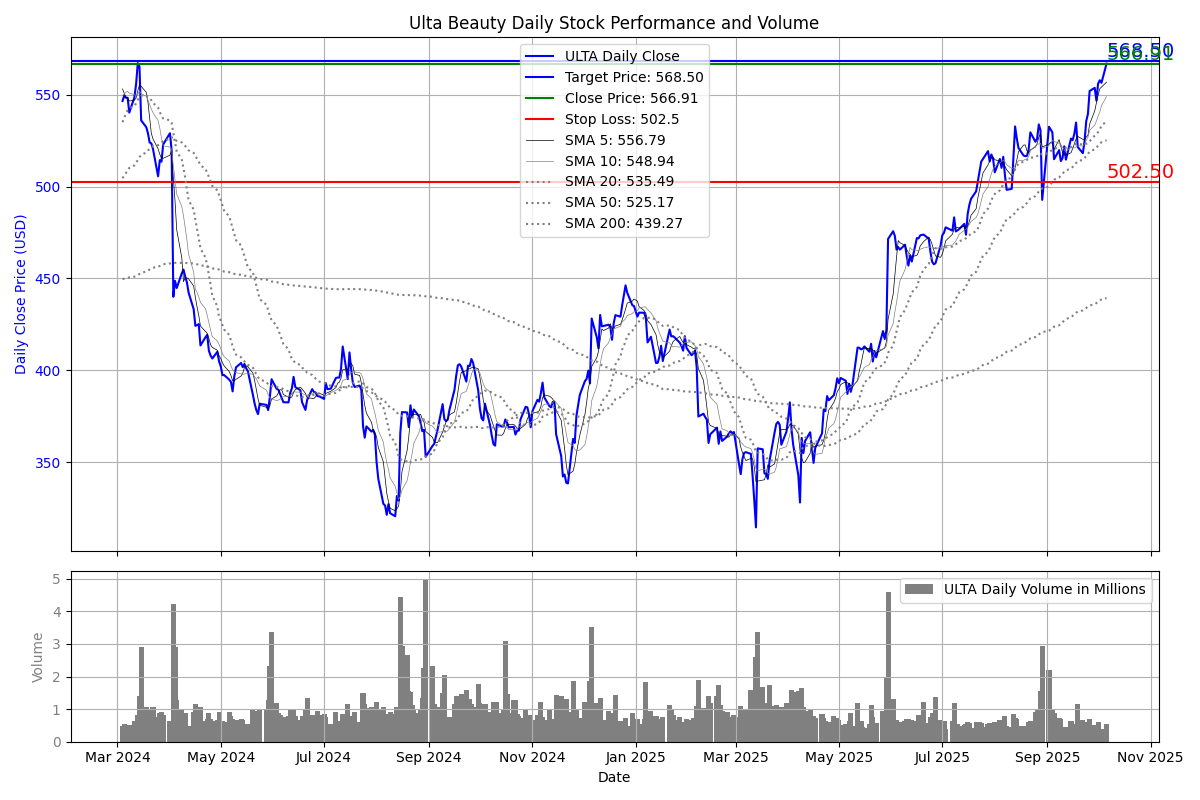 Ulta Beauty Daily Stock Performance and Volume
568.50
566.91
ULTA Daily Close
Target Price: 568.50
Close Price: 566.91
Stop Loss: 502.5
SMA 5: 556.79
SMA 10: 548.94
SMA 20: 535.49
SMA 50: 525.17
SMA 200: 439.27
502.50
550
500
450
400
350
Daily Close Price (USD)
ULTA Daily Volume in Millions
5
4
3
2
1
0
Volume
Mar 2024 May 2024 Jul 2024 Sep 2024 Nov 2024 Jan 2025 Mar 2025 May 2025 Jul 2025 Sep 2025 Nov 2025
Date